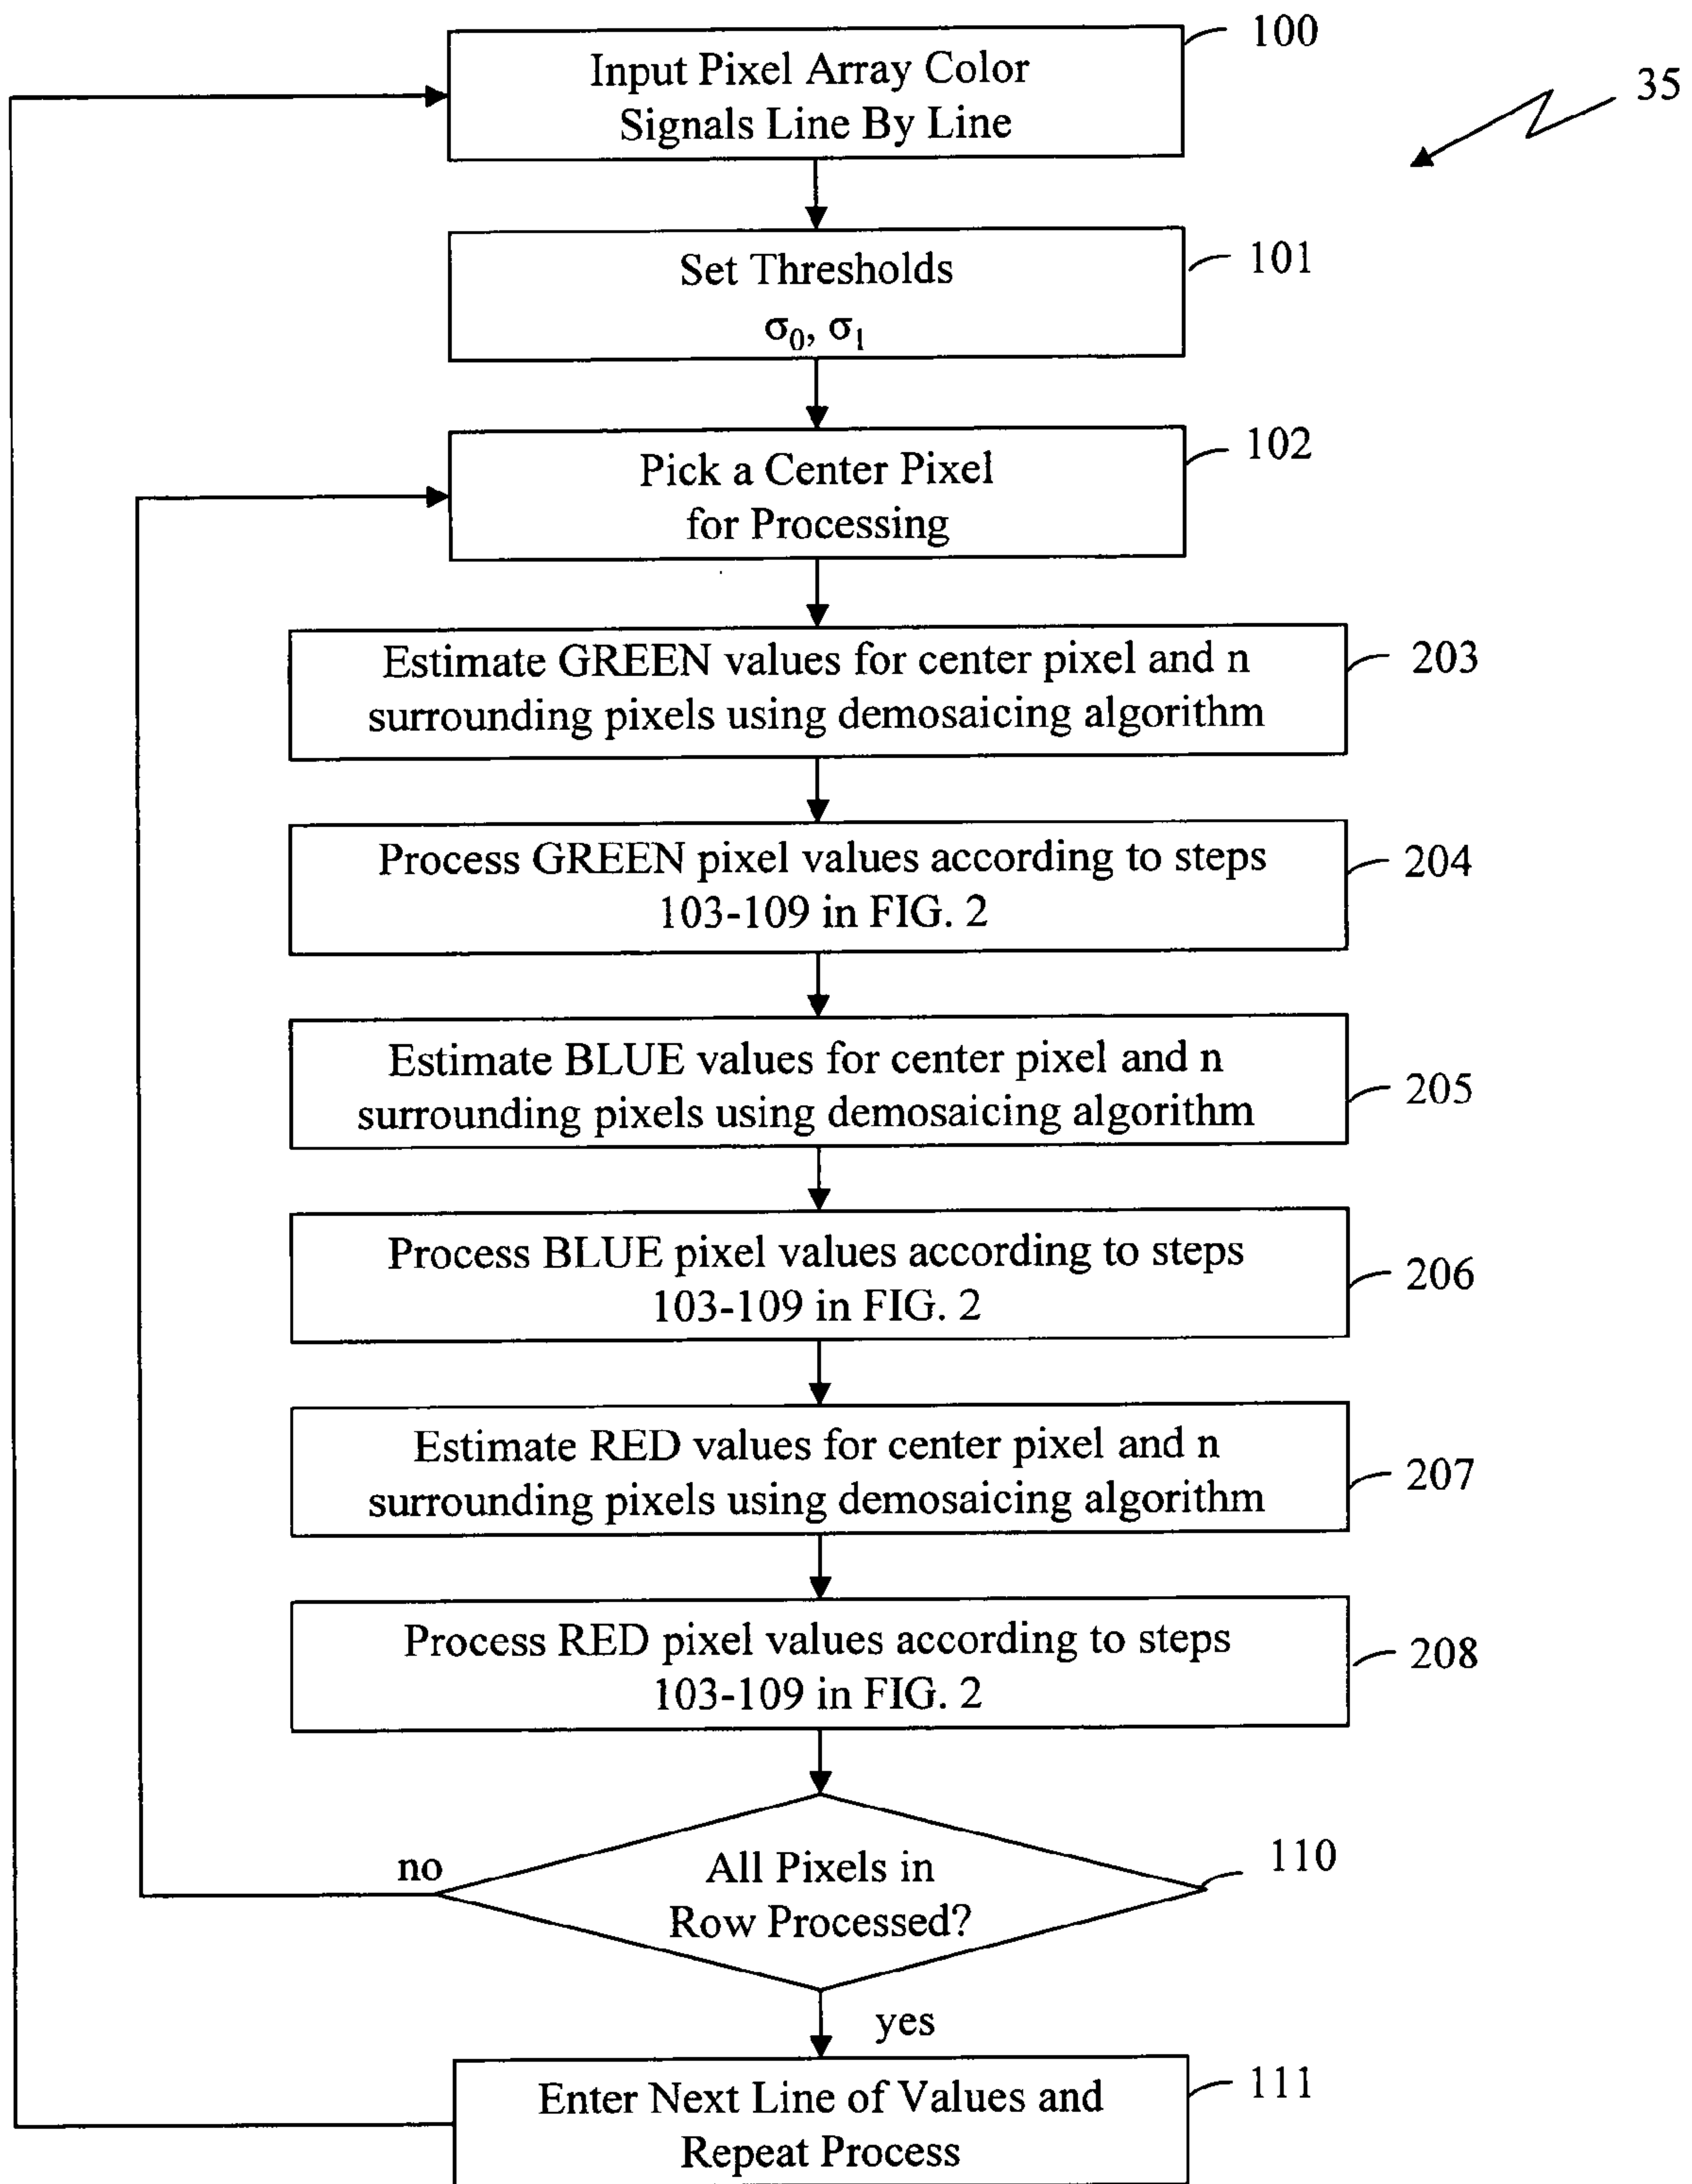 100
Input Pixel Array Color
Signals Line By Line
35
Set Thresholds
σ0, σ1
101
Pick a Center Pixel
for Processing
102
Estimate GREEN values for center pixel and n
surrounding pixels using demosaicing algorithm
203
Process GREEN pixel values according to steps
103-109 in FIG. 2
204
Estimate BLUE values for center pixel and n
surrounding pixels using demosaicing algorithm
205
Process BLUE pixel values according to steps
103-109 in FIG. 2
206
Estimate RED values for center pixel and n
surrounding pixels using demosaicing algorithm
207
Process RED pixel values according to steps
103-109 in FIG. 2
208
no
All Pixels in
Row Processed?
110
yes
Enter Next Line of Values and
Repeat Process
111